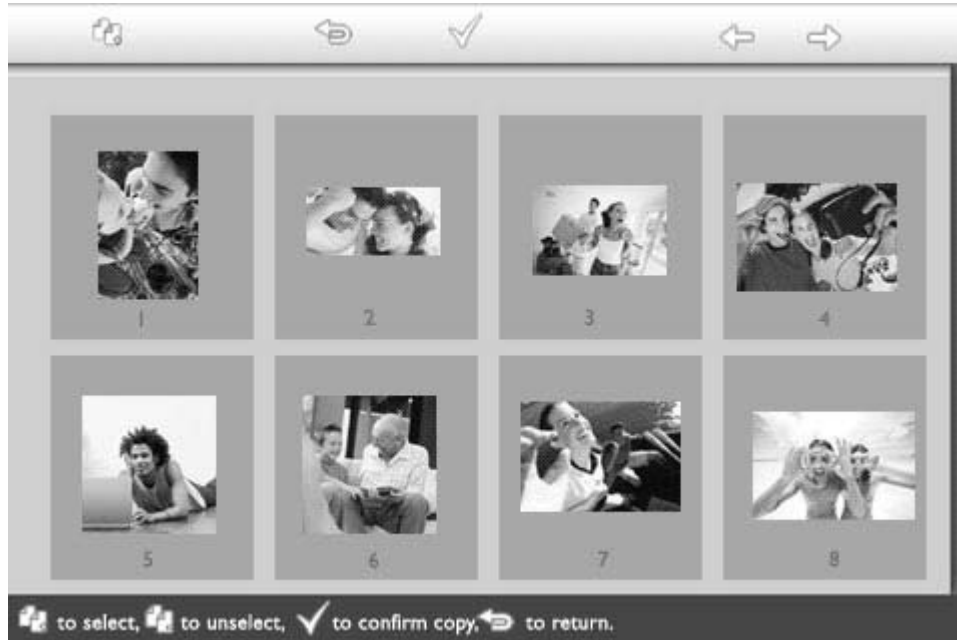 1 2 3 4
5 6 7 8
to select, to unselect, to confirm copy, to return.